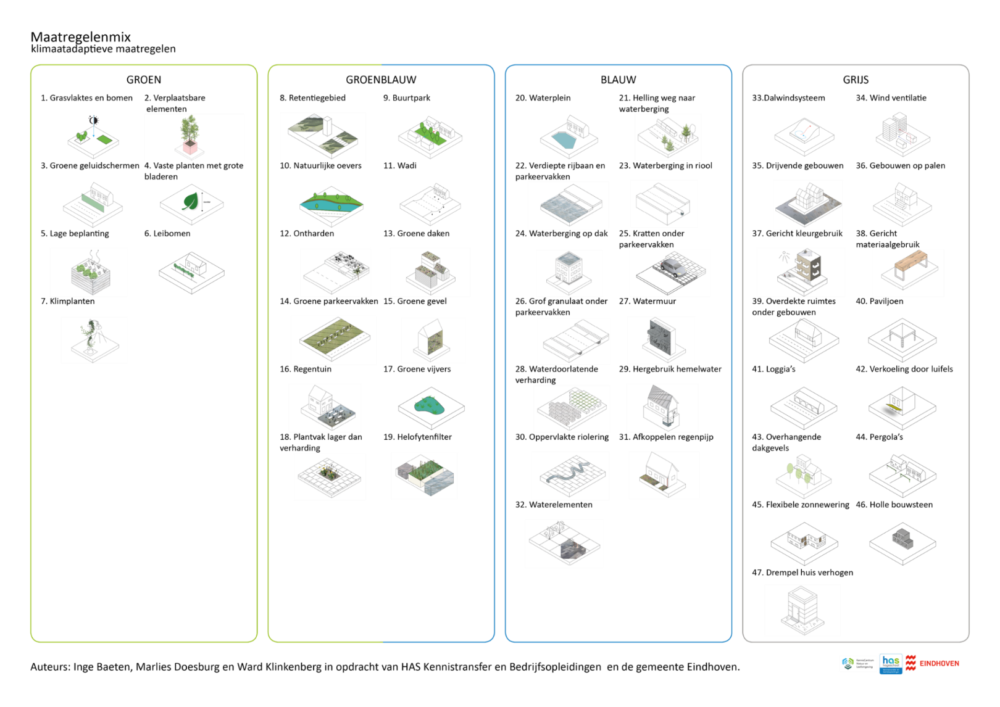 Maatregelenmix
klimaatadaptieve maatregelen
GROEN
1. Grasvlaktes en bomen
2. Verplaatsbare
elementen
3. Groene geluidschermen
4. Vaste planten met grote
bladeren
5. Lage beplanting
6. Leibomen
7. Klimplanten
GROENBLAUW
8. Retentiegebied
9. Buurtpark
10. Natuurlijke oevers
11. Wadi
12. Ontharden
13. Groene daken
14. Groene parkeervakken
15. Groene gevel
16. Regentuin
17. Groene vijvers
18. Plantvak lager dan
verharding
19. Helofytenfilter
BLAUW
20. Waterplein
21. Helling weg naar
waterberging
22. Verdiepte rijbaan en
parkeervakken
23. Waterberging in riool
24. Waterberging op dak
25. Kratten onder
parkeervakken
26. Grof granulaat onder
parkeervakken
27. Watermuur
28. Waterdoorlatende
verharding
29. Hergebruik hemelwater
30. Oppervlakte riolering
31. Afkoppelen regenpijp
32. Waterelementen
GRIJS
33.Dalwindsysteem
34. Wind ventilatie
35. Drijvende gebouwen
36. Gebouwen op palen
37. Gericht kleurgebruik
38. Gericht
materiaalgebruik
39. Overdekte ruimtes
onder gebouwen
40. Paviljoen
41. Loggia's
42. Verkoeling door luifels
43. Overhangende
dakgevels
44. Pergola's
45. Flexibele zonnewering
46. Holle bouwsteen
47. Drempel huis verhogen
Auteurs: Inge Baeten, Marlies Doesburg en Ward Klinkenberg in opdracht van HAS Kennistransfer en Bedrijfsopleidingen en de gemeente Eindhoven.
KennisCentrum
Natuur en
Leefomgeving
has
hogeschool
EINDHOVEN